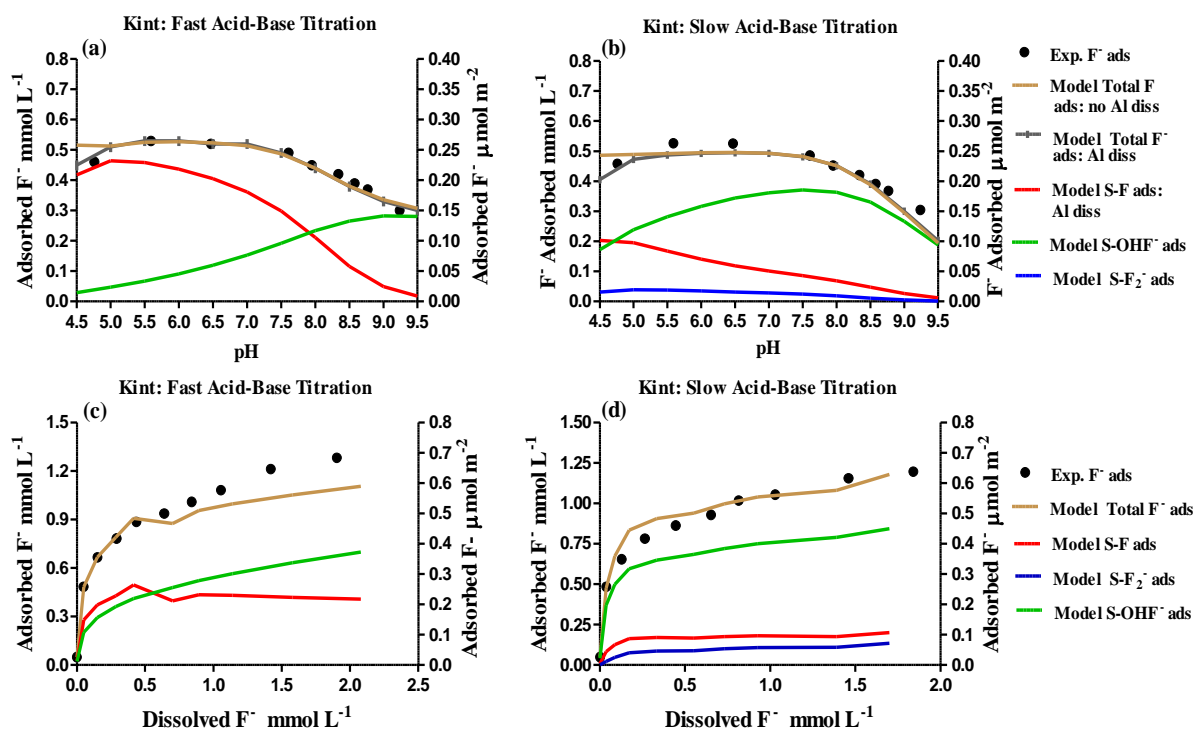 Kint: Fast Acid-Base Titration
(a)
Adsorbed F- mmol L-1
0.8
0.7
0.6
0.5
0.4
0.3
0.2
0.1
0.0
0.40
0.35
0.30
0.25
0.20
0.15
0.10
0.05
0.00
Adsorbed F- μmol m-2
4.5 5.0 5.5 6.0 6.5 7.0 7.5 8.0 8.5 9.0 9.5
pH
Kint: Slow Acid-Base Titration
(b)
F- Adsorbed mmol L-1
0.8
0.7
0.6
0.5
0.4
0.3
0.2
0.1
0.0
0.40
0.35
0.30
0.25
0.20
0.15
0.10
0.05
0.00
F- Adsorbed μmol m-2
4.5 5.0 5.5 6.0 6.5 7.0 7.5 8.0 8.5 9.0 9.5
pH
Exp. F- ads
Model Total F
ads: no Al diss
Model Total F-
ads: Al diss
Model S-F ads:
Al diss
Model S-OHF- ads
Model S-F2- ads
Kint: Fast Acid-Base Titration
(c)
Adsorbed F- mmol L-1
1.5
1.2
0.9
0.6
0.3
0.0
0.8
0.7
0.6
0.5
0.4
0.3
0.2
0.1
0.0
Adsorbed F- μmol m-2
0.0 0.5 1.0 1.5 2.0 2.5
Dissolved F- mmol L-1
Kint: Slow Acid-Base Titration
(d)
Adsorbed F- mmol L-1
1.50
1.25
1.00
0.75
0.50
0.25
0.00
0.8
0.7
0.6
0.5
0.4
0.3
0.2
0.1
0.0
Adsorbed F- μmol m-2
0.0 0.5 1.0 1.5 2.0
Dissolved F- mmol L-1
Exp. F- ads
Model Total F- ads
Model S-F ads
Model S-F2- ads
Model S-OHF- ads